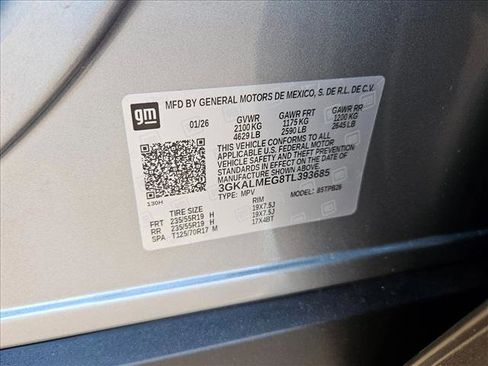 gm
MFD BY GENERAL MOTORS DE MEXICO, S. DE R.L. DE C.V.
01/26 GVWR GAWR FRT GAWR RR
2100 KG 1175 KG 1200 KG
4629 LB 2590 LB 2645 LB
THIS VEHICLE CONFORMS TO ALL
APPLICABLE U.S. FEDERAL MOTOR
VEHICLE SAFETY AND THEFT
PREVENTION STANDARDS IN
EFFECT ON THE DATE OF
MANUFACTURE SHOWN ABOVE.
3GKALMEG8TL393685
TYPE: MPV MODEL:
130H
TIRE SIZE RIM
FRT 235/55R19 H 19X7.5J
RR 235/55R19 H 19X7.5J
SPA T125/70R17 M 17X4BT